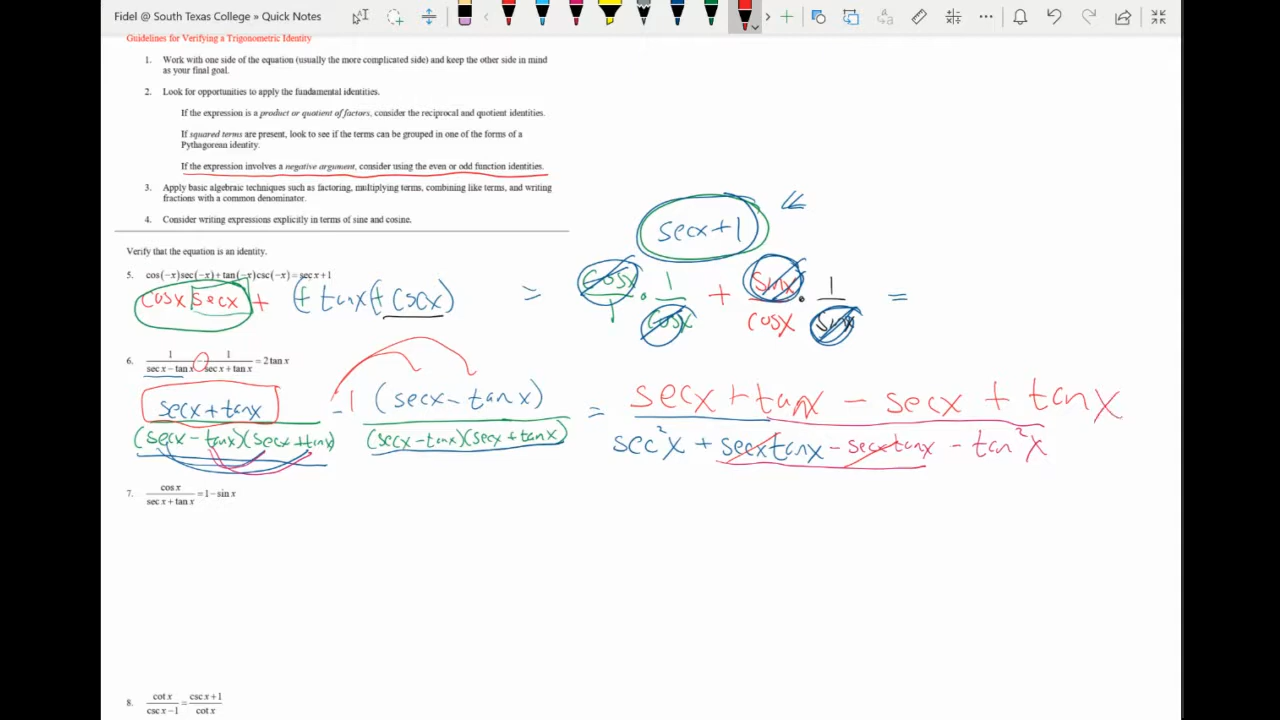 Fidel @ South Texas College » Quick Notes
Guidelines for Verifying a Trigonometric Identity
1. Work with one side of the equation (usually the more complicated side) and keep the other side in mind
as your final goal.
2. Look for opportunities to apply the fundamental identities.
If the expression is a product or quotient of factors, consider the reciprocal and quotient identities.
If squared terms are present, look to see if the terms can be grouped in one of the forms of a
Pythagorean identity.
If the expression involves a negative argument, consider using the even or odd function identities.
3. Apply basic algebraic techniques such as factoring, multiplying terms, combining like terms, and writing
fractions with a common denominator.
4. Consider writing expressions explicitly in terms of sine and cosine.
secx+1
Verify that the equation is an identity.
5. cos(−x)sec(−x)+tan(−x)csc(−x)=sec x+1
cosx secx + (+ tanx(+ cscx) = cosx/1 · 1/cosx + sinx/cosx · 1/sinx =
6. 1/(sec x − tan x) − 1/(sec x + tan x) = 2 tan x
secx+tanx −1 (secx − tanx) = secx + tanx − secx + tanx
(secx − tanx)(secx + tanx) (secx −tanx)(secx + tanx) sec²x + secxtanx − secxtanx − tan²x
7. cos x/(sec x + tan x) = 1 − sin x
8. cot x/(csc x − 1) = (csc x + 1)/cot x